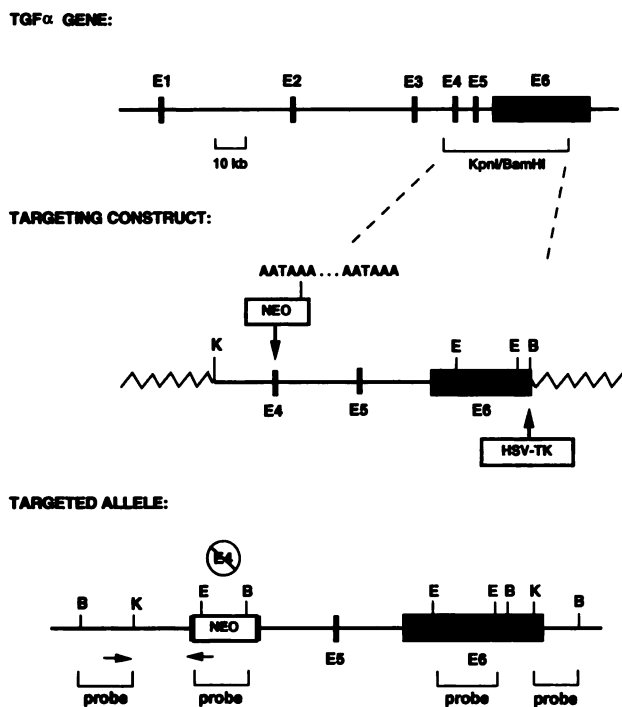 TGFα GENE:
E1 E2 E3 E4 E5 E6
10 kb
KpnI/BamHI
TARGETING CONSTRUCT:
AATAAA...AATAAA
NEO
K E E B
E4 E5 E6
HSV-TK
TARGETED ALLELE:
E4
B K E B E E B K B
NEO
E5 E6
probe probe probe probe